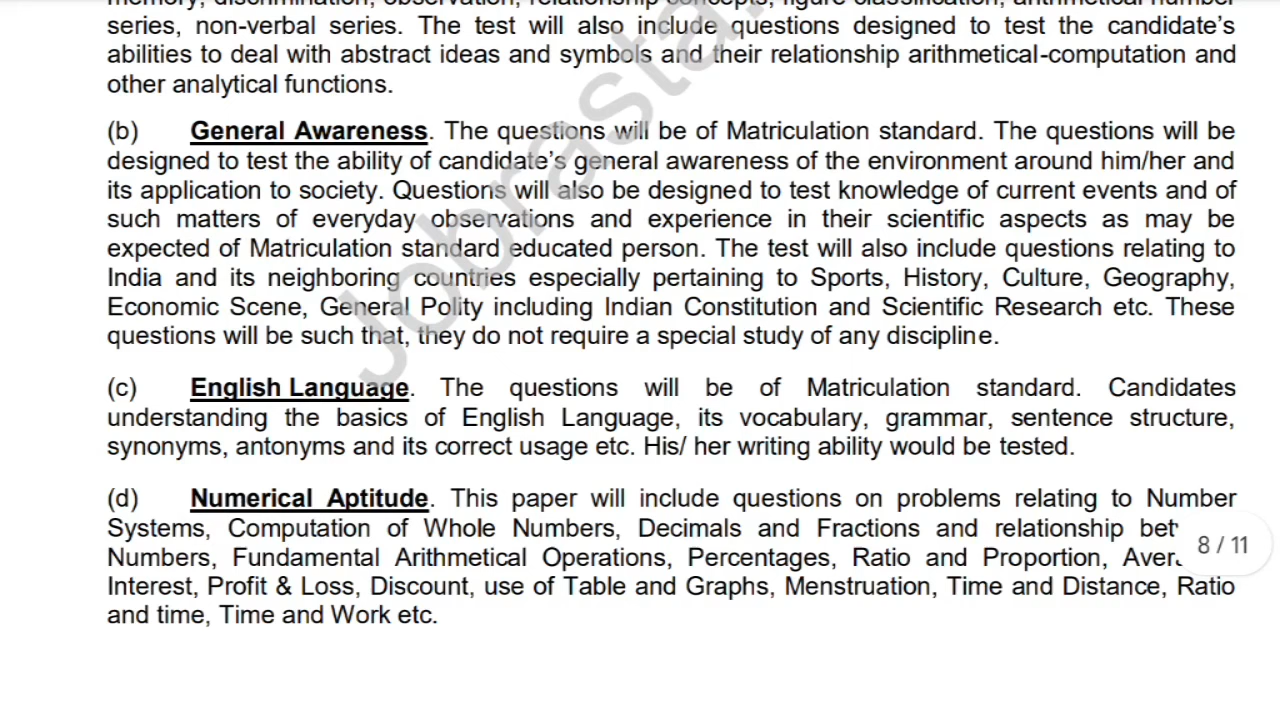 memory, discrimination, observation, relationship concepts, figure classification, arithmetical number
series, non-verbal series. The test will also include questions designed to test the candidate's
abilities to deal with abstract ideas and symbols and their relationship arithmetical-computation and
other analytical functions.
(b) General Awareness. The questions will be of Matriculation standard. The questions will be
designed to test the ability of candidate's general awareness of the environment around him/her and
its application to society. Questions will also be designed to test knowledge of current events and of
such matters of everyday observations and experience in their scientific aspects as may be
expected of Matriculation standard educated person. The test will also include questions relating to
India and its neighboring countries especially pertaining to Sports, History, Culture, Geography,
Economic Scene, General Polity including Indian Constitution and Scientific Research etc. These
questions will be such that, they do not require a special study of any discipline.
(c) English Language. The questions will be of Matriculation standard. Candidates
understanding the basics of English Language, its vocabulary, grammar, sentence structure,
synonyms, antonyms and its correct usage etc. His/ her writing ability would be tested.
(d) Numerical Aptitude. This paper will include questions on problems relating to Number
Systems, Computation of Whole Numbers, Decimals and Fractions and relationship
Numbers, Fundamental Arithmetical Operations, Percentages, Ratio and Proportion,
8 / 11
Interest, Profit & Loss, Discount, use of Table and Graphs, Menstruation, Time and Distance, Ratio
and time, Time and Work etc.
Jobrasta.